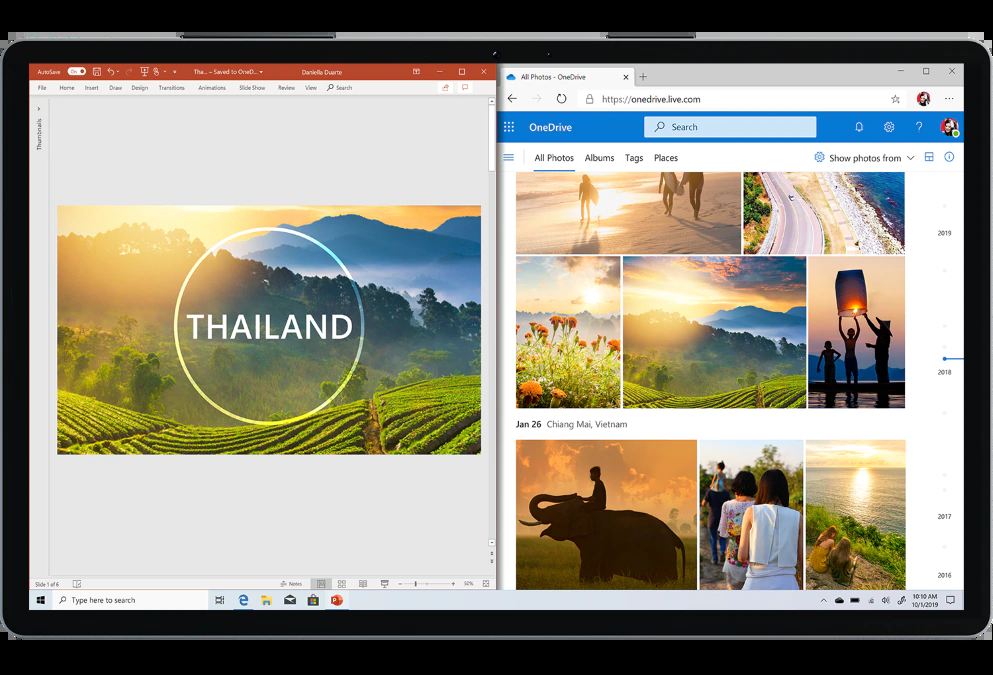 AutoSave On Tha... – Saved to OneD... Daniella Duarte
File Home Insert Draw Design Transitions Animations Slide Show Review View Search
Thumbnails
THAILAND
Slide 1 of 6 Notes 50%
All Photos - OneDrive
https://onedrive.live.com
OneDrive Search
All Photos Albums Tags Places Show photos from
2019
2018
Jan 26 Chiang Mai, Vietnam
2017
2016
Type here to search
10:10 AM
10/1/2019